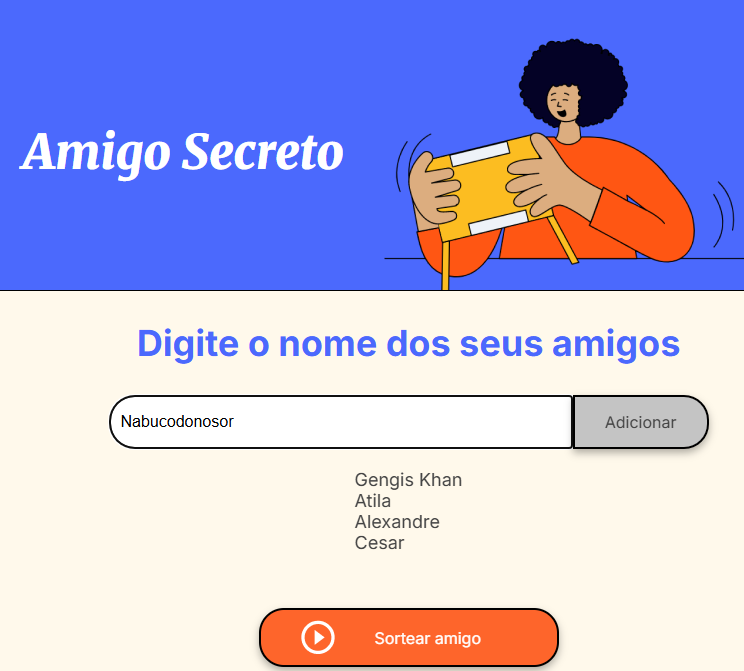 Amigo Secreto
Digite o nome dos seus amigos
Nabucodonosor
Adicionar
Gengis Khan
Atila
Alexandre
Cesar
Sortear amigo